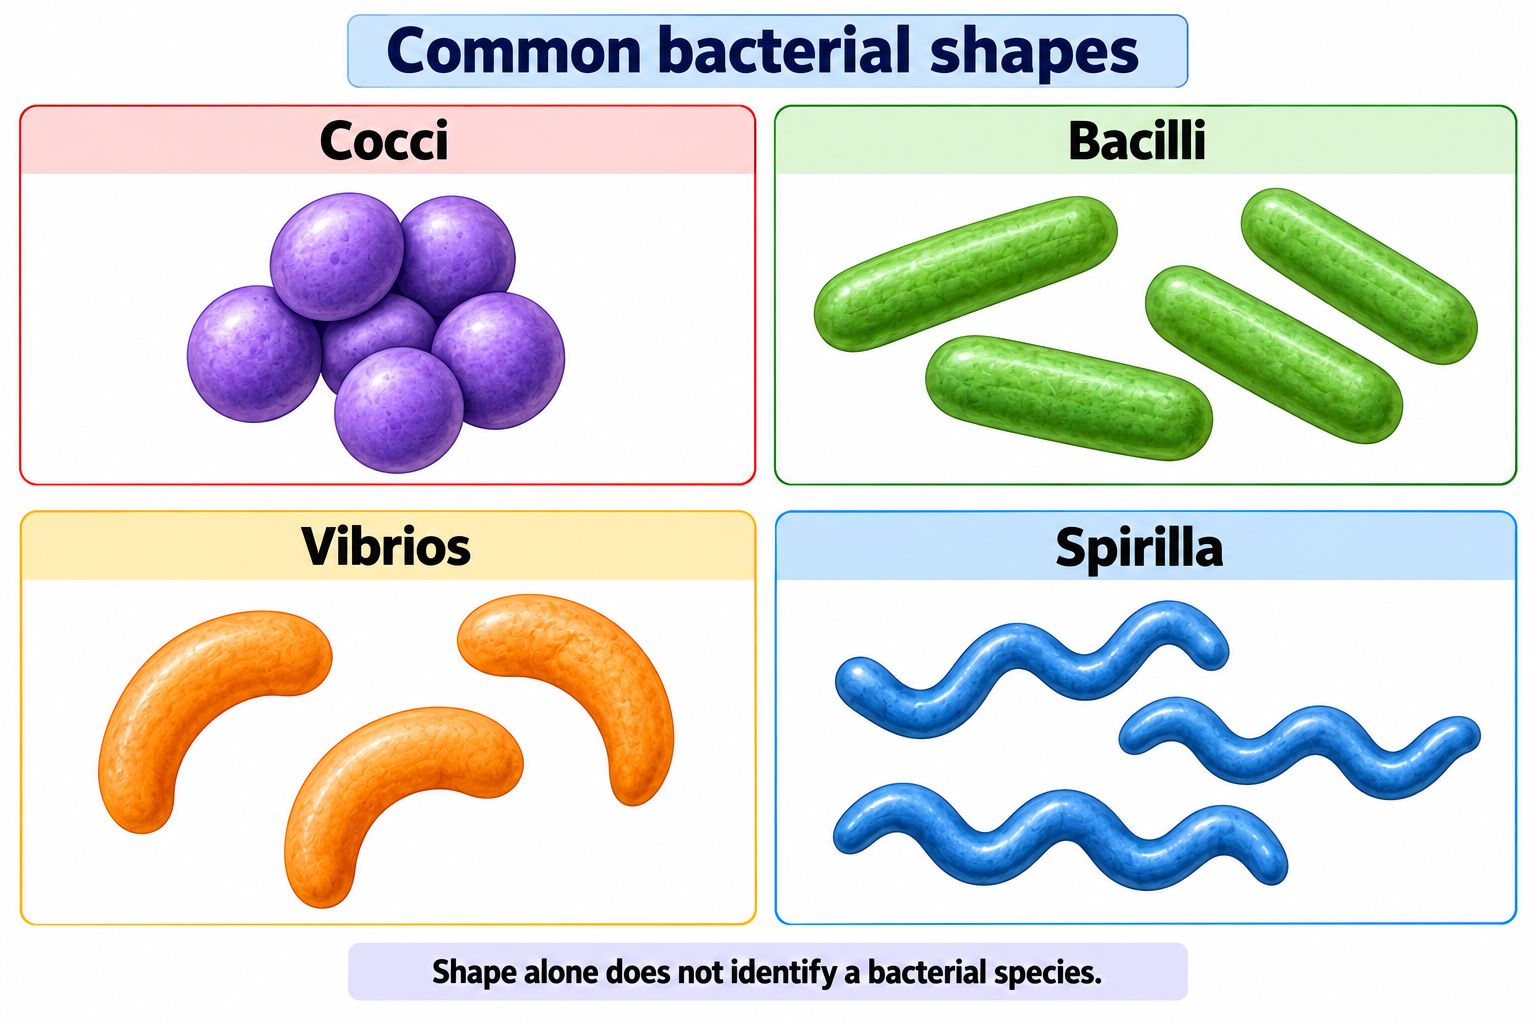 Common bacterial shapes
Cocci
Bacilli
Vibrios
Spirilla
Shape alone does not identify a bacterial species.